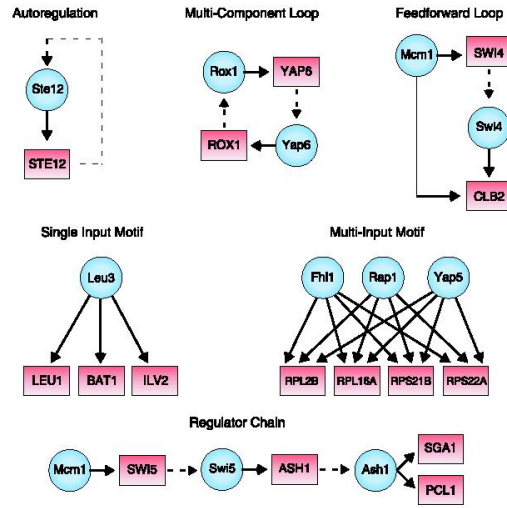 Autoregulation
Multi-Component Loop
Feedforward Loop
Ste12
STE12
Rox1
YAP6
ROX1
Yap6
Mcm1
SWI4
Swi4
CLB2
Single Input Motif
Multi-Input Motif
Leu3
LEU1 BAT1 ILV2
Fhl1 Rap1 Yap5
RPL2B RPL16A RPS21B RPS22A
Regulator Chain
Mcm1 SWI5 Swi5 ASH1 Ash1
SGA1
PCL1